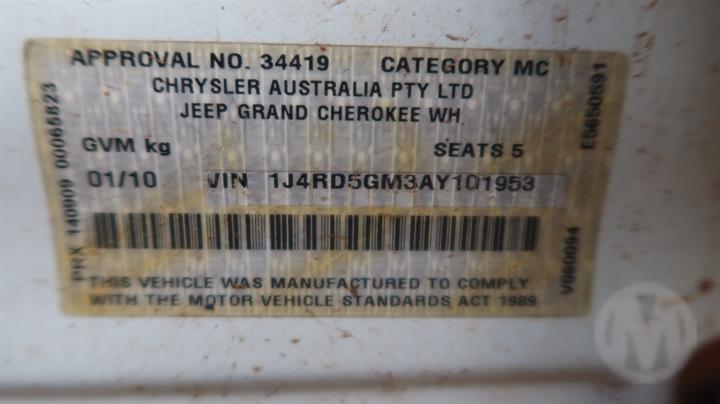 APPROVAL NO. 34419 CATEGORY MC
CHRYSLER AUSTRALIA PTY LTD
JEEP GRAND CHEROKEE WH
GVM kg SEATS 5
01/10 VIN 1J4RD5GM3AY101953
THIS VEHICLE WAS MANUFACTURED TO COMPLY
WITH THE MOTOR VEHICLE STANDARDS ACT 1989
PRX 140909 00065823
E5650591
V060094
M